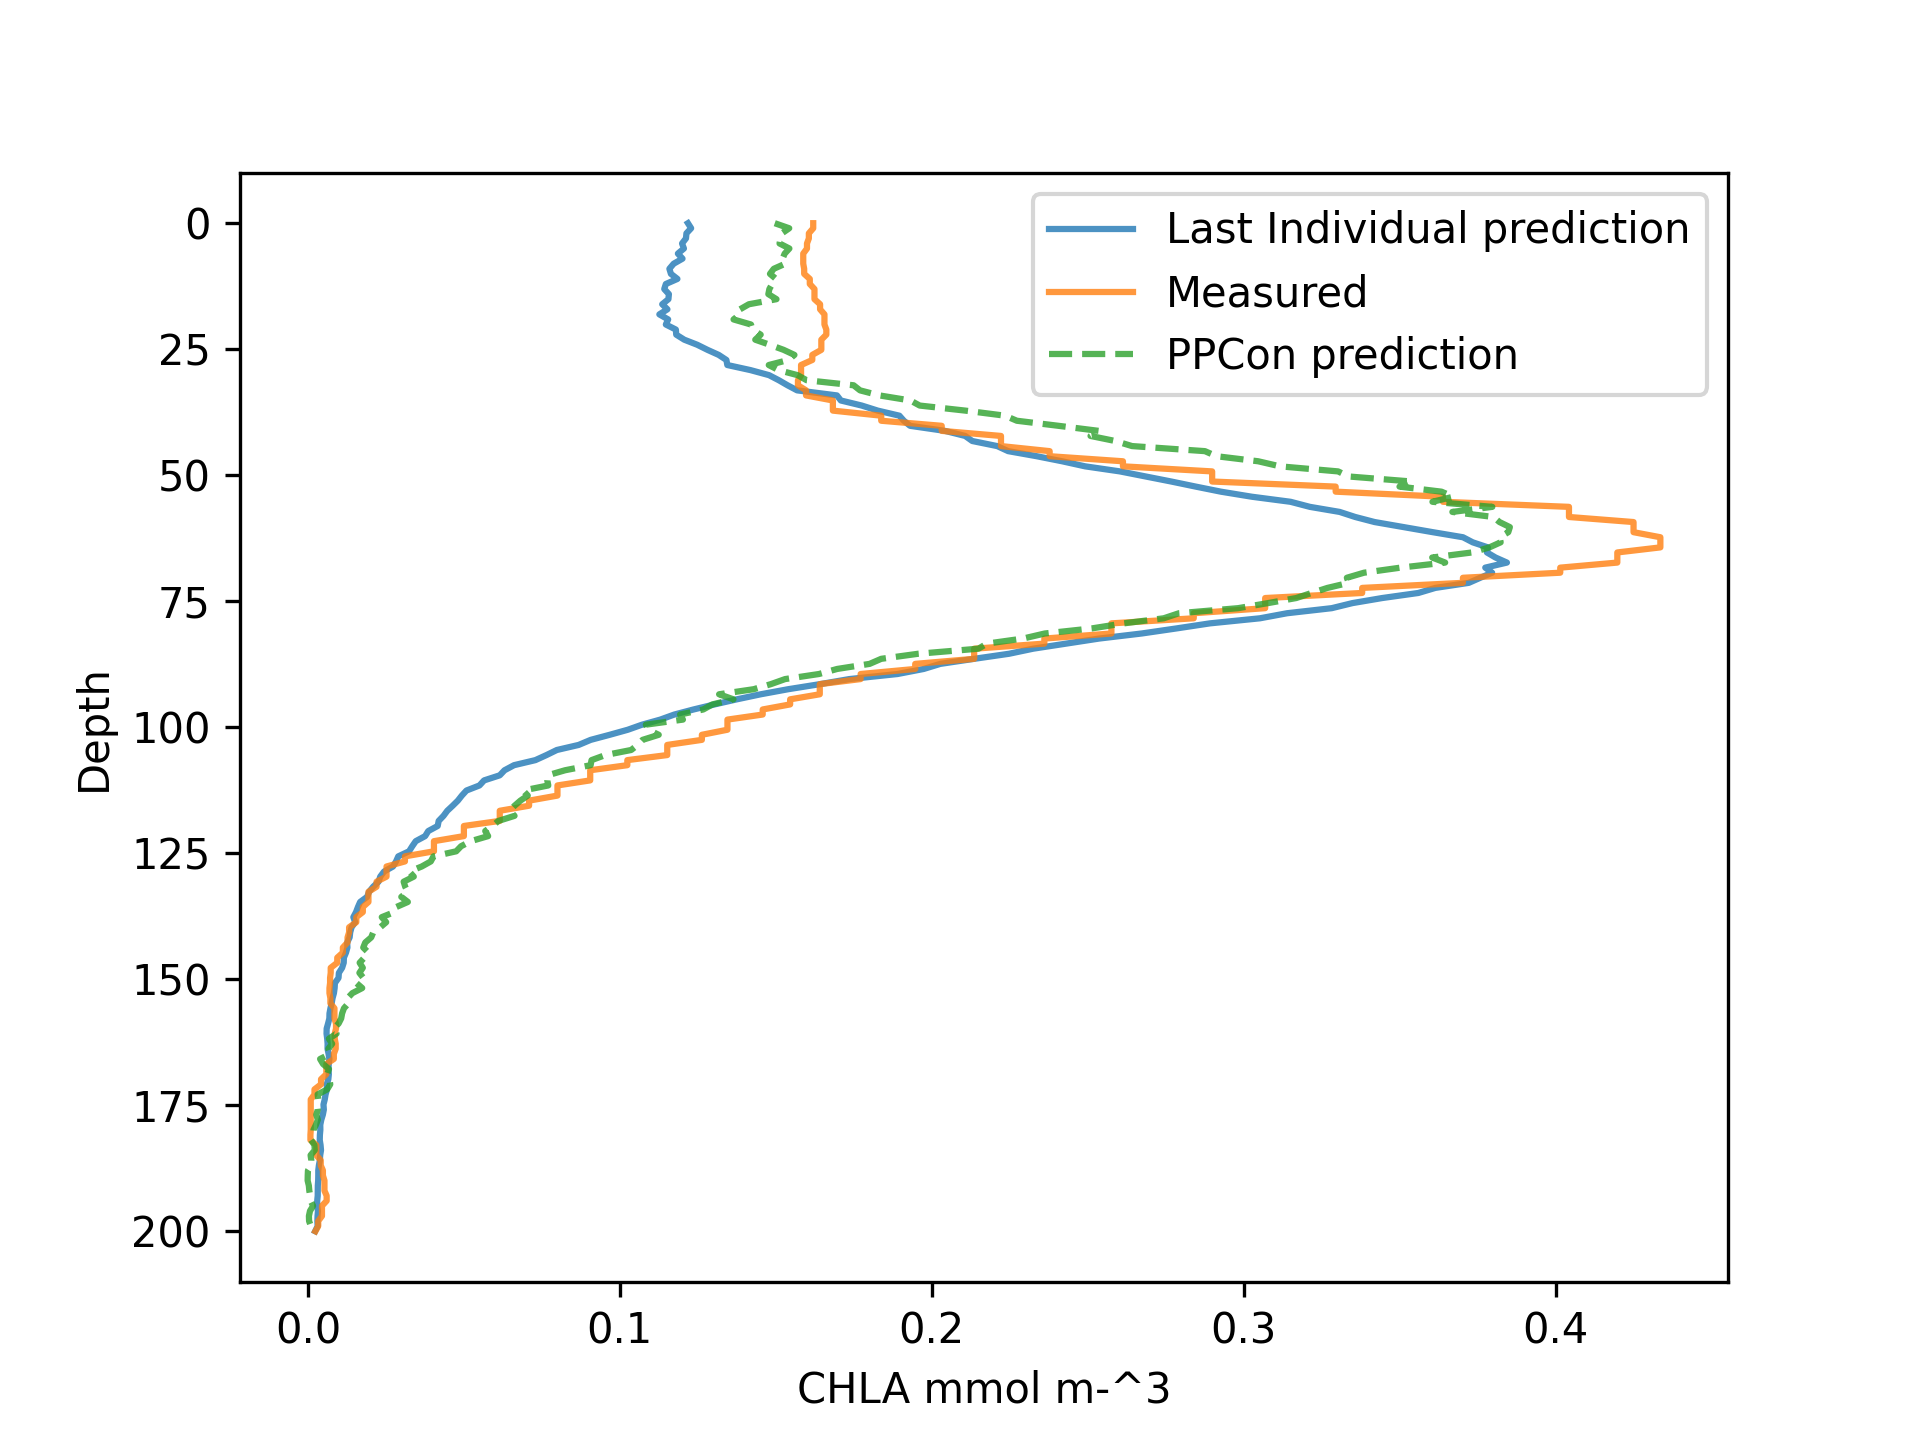 Last Individual prediction
Measured
PPCon prediction
0
25
50
75
100
125
150
175
200
Depth
0.0 0.1 0.2 0.3 0.4
CHLA mmol m-^3